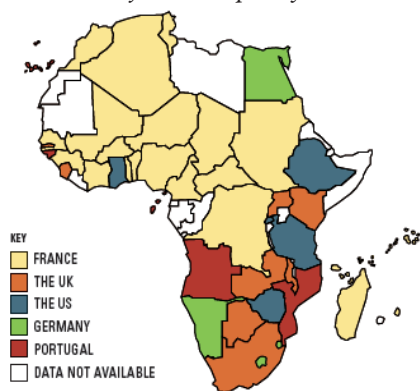 KEY
FRANCE
THE UK
THE US
GERMANY
PORTUGAL
DATA NOT AVAILABLE